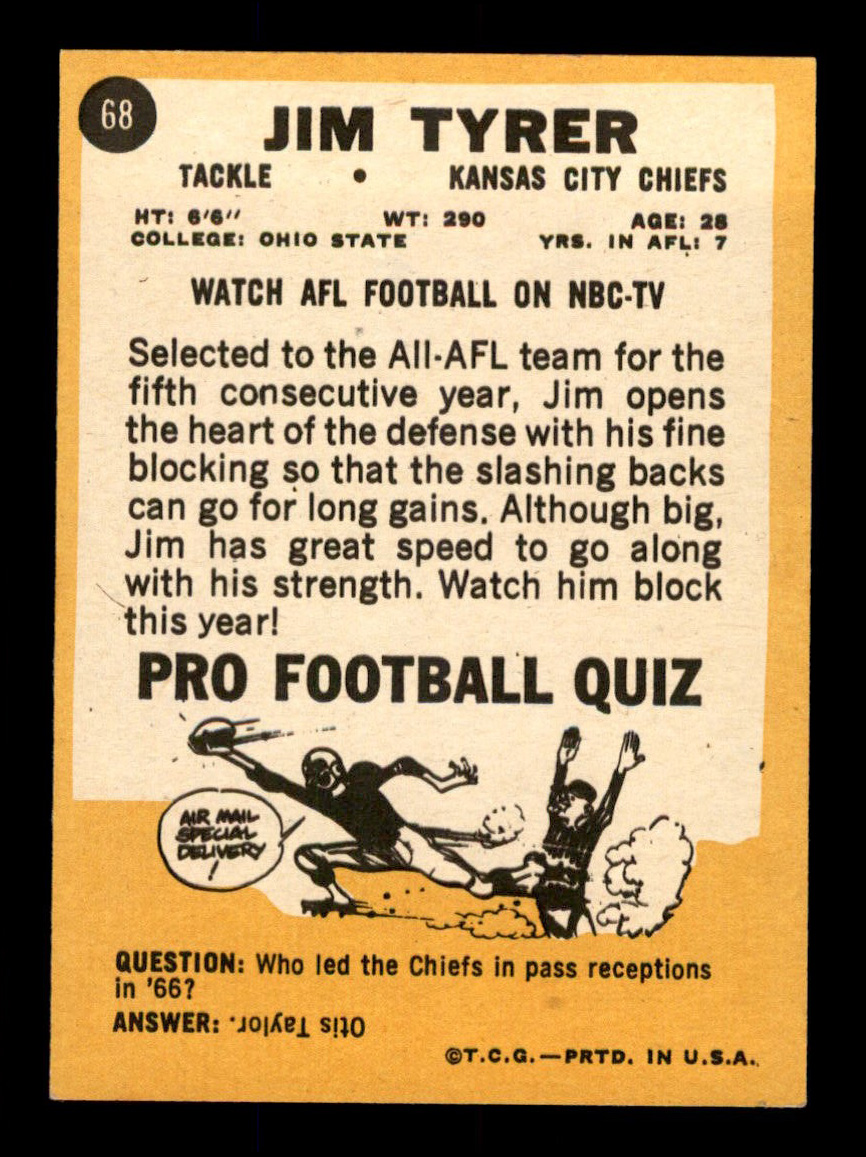 68
JIM TYRER
TACKLE • KANSAS CITY CHIEFS
HT: 6'6" WT: 290 AGE: 28
COLLEGE: OHIO STATE YRS. IN AFL: 7
WATCH AFL FOOTBALL ON NBC-TV
Selected to the All-AFL team for the
fifth consecutive year, Jim opens
the heart of the defense with his fine
blocking so that the slashing backs
can go for long gains. Although big,
Jim has great speed to go along
with his strength. Watch him block
this year!
PRO FOOTBALL QUIZ
AIR MAIL
SPECIAL
DELIVERY
!
QUESTION: Who led the Chiefs in pass receptions
in '66?
ANSWER: Otis Taylor.
©T.C.G.—PRTD. IN U.S.A.